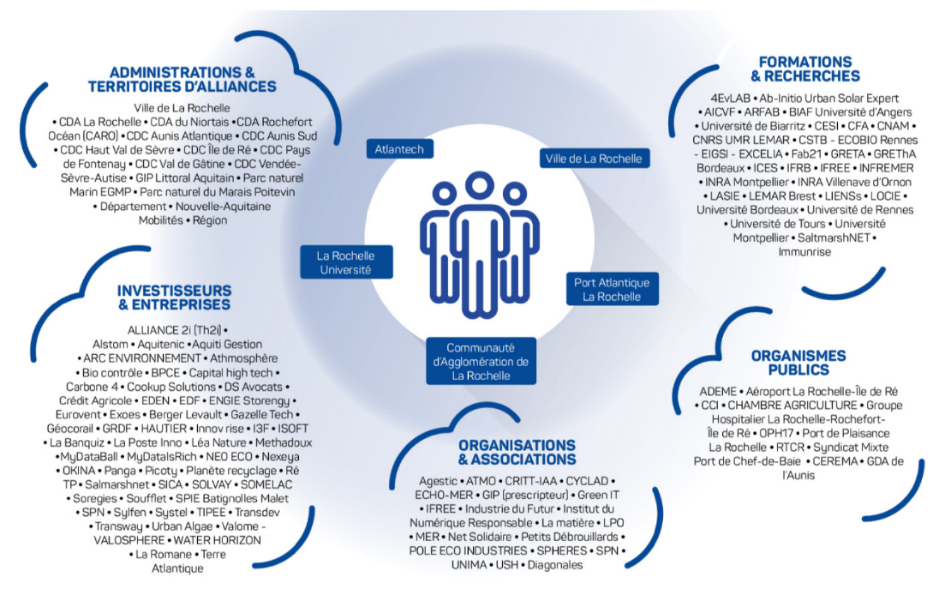 ADMINISTRATIONS &
TERRITOIRES D'ALLIANCES
Ville de La Rochelle
• CDA La Rochelle • CDA du Niortais • CDA Rochefort
Océan (CARO) • CDC Aunis Atlantique • CDC Aunis Sud
• CDC Haut Val de Sèvre • CDC Île de Ré • CDC Pays
de Fontenay • CDC Val de Gâtine • CDC Vendée-
Sèvre-Autise • GIP Littoral Aquitain • Parc naturel
Marin EGMP • Parc naturel du Marais Poitevin
• Département • Nouvelle-Aquitaine
Mobilités • Région
FORMATIONS
& RECHERCHES
4EvLAB • Ab-Initio Urban Solar Expert
• AICVF • ARFAB • BIAF Université d'Angers
• Université de Biarritz • CESI • CFA • CNAM •
CNRS UMR LEMAR • CSTB - ECOBIO Rennes
- EIGSI - EXCELIA • Fab21 • GRETA • GREThA
Bordeaux • ICES • IFRB • IFREE • INFREMER
• INRA Montpellier • INRA Villenave d'Ornon
• LASIE • LEMAR Brest • LIENSs • LOCIE •
Université Bordeaux • Université de Rennes
• Université de Tours • Université
Montpellier • SaltmarshNET •
Immunrise
Atlantech
Ville de La Rochelle
La Rochelle
Université
Port Atlantique
La Rochelle
Communauté
d'Agglomération de
La Rochelle
INVESTISSEURS
& ENTREPRISES
ALLIANCE 2i (Th2i) •
Alstom • Aquitenic • Aquiti Gestion
• ARC ENVIRONNEMENT • Athmosphère
• Bio contrôle • BPCE • Capital high tech •
Carbone 4 • Cookup Solutions • DS Avocats •
Crédit Agricole • EDEN • EDF • ENGIE Storengy •
Eurovent • Exoes • Berger Levault • Gazelle Tech •
Géocorail • GRDF • HAUTIER • Innov rise • I3F • ISOFT
• La Banquiz • La Poste Inno • Léa Nature • Methadoux
• MyDataBall • MyDataIsRich • NEO ECO • Nexeya
• OKINA • Panga • Picoty • Planète recyclage • Ré
TP • Salmarshnet • SICA • SOLVAY • SOMELAC
• Soregies • Soufflet • SPIE Batignolles Malet
• SPN • Sylfen • Systel • TIPEE • Transdev
• Transway • Urban Algae • Valome -
VALOSPHERE • WATER HORIZON
• La Romane • Terre
Atlantique
ORGANISATIONS
& ASSOCIATIONS
Agestic • ATMO • CRITT-IAA • CYCLAD •
ECHO-MER • GIP (prescripteur) • Green IT
• IFREE • Industrie du Futur • Institut du
Numérique Responsable • La matière • LPO
• MER • Net Solidaire • Petits Débrouillards •
POLE ECO INDUSTRIES • SPHERES • SPN •
UNIMA • USH • Diagonales
ORGANISMES
PUBLICS
ADEME • Aéroport La Rochelle-Île de Ré
• CCI • CHAMBRE AGRICULTURE • Groupe
Hospitalier La Rochelle-Rochefort-
Île de Ré • OPH17 • Port de Plaisance
La Rochelle • RTCR • Syndicat Mixte
Port de Chef-de-Baie • CEREMA • GDA de
l'Aunis